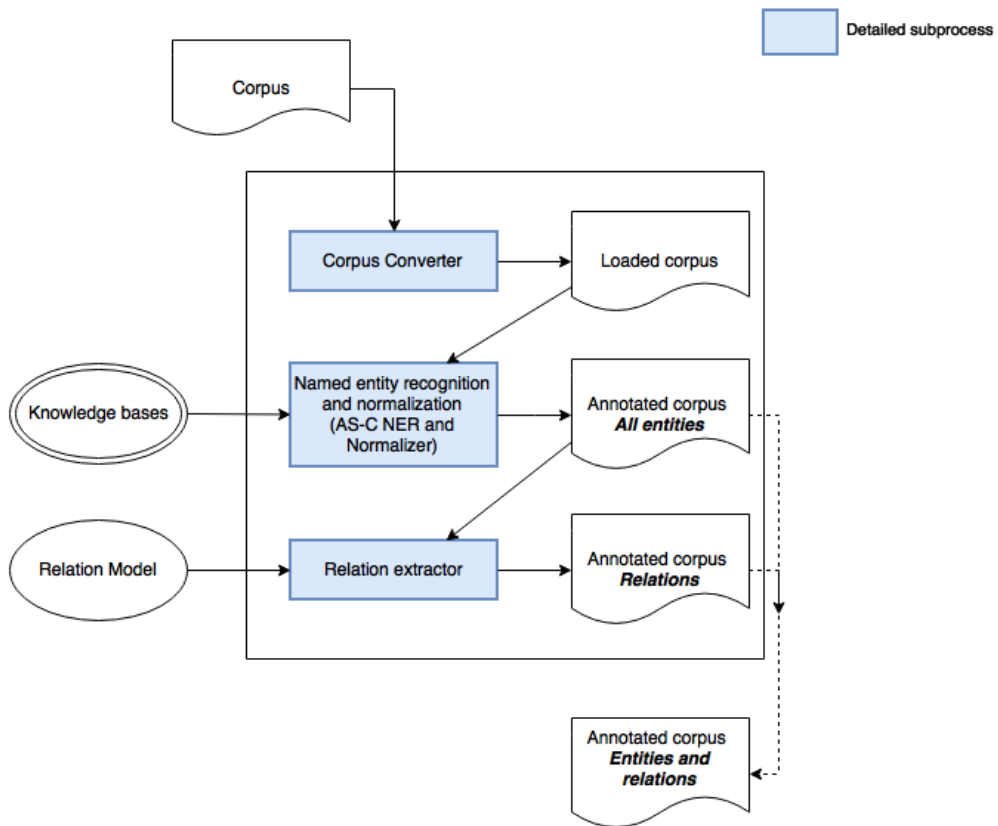 Detailed subprocess
Corpus
Corpus Converter
Loaded corpus
Knowledge bases
Named entity recognition
and normalization
(AS-C NER and
Normalizer)
Annotated corpus
All entities
Relation Model
Relation extractor
Annotated corpus
Relations
Annotated corpus
Entities and
relations